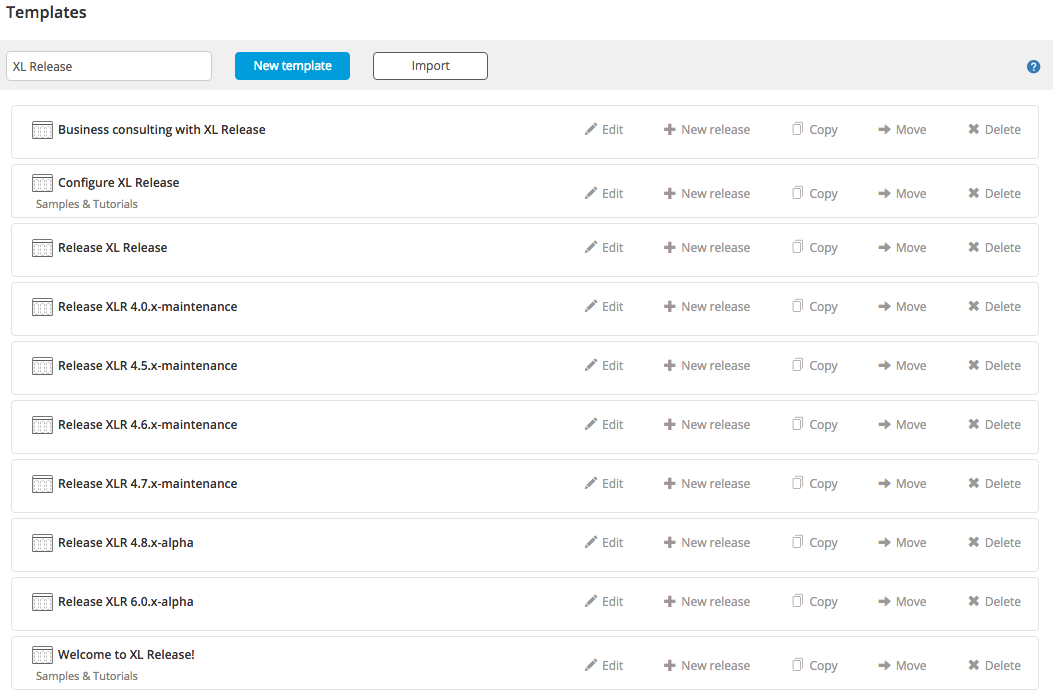 Templates
XL Release New template Import ?
Business consulting with XL Release Edit New release Copy Move Delete
Configure XL Release
Samples & Tutorials Edit New release Copy Move Delete
Release XL Release Edit New release Copy Move Delete
Release XLR 4.0.x-maintenance Edit New release Copy Move Delete
Release XLR 4.5.x-maintenance Edit New release Copy Move Delete
Release XLR 4.6.x-maintenance Edit New release Copy Move Delete
Release XLR 4.7.x-maintenance Edit New release Copy Move Delete
Release XLR 4.8.x-alpha Edit New release Copy Move Delete
Release XLR 6.0.x-alpha Edit New release Copy Move Delete
Welcome to XL Release!
Samples & Tutorials Edit New release Copy Move Delete